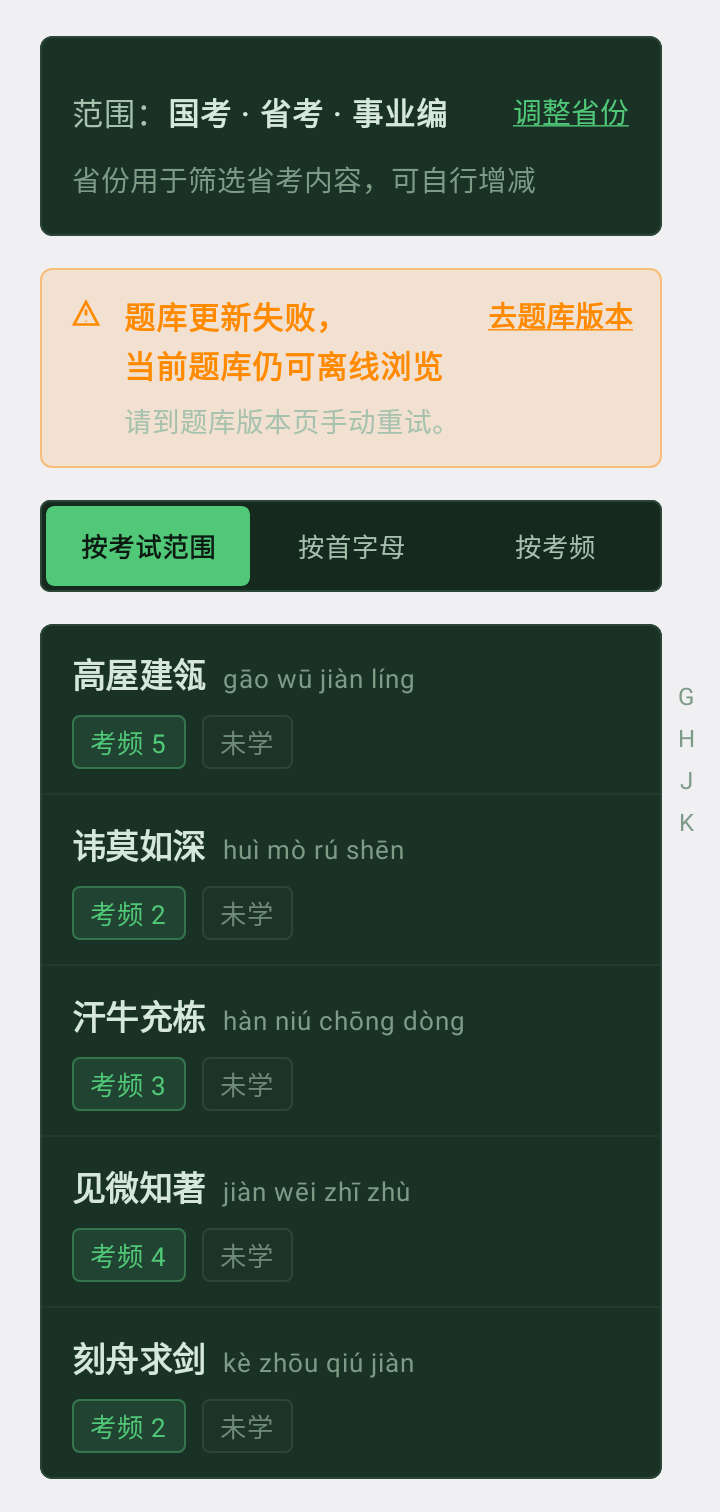 范围：国考 · 省考 · 事业编 调整省份
省份用于筛选省考内容，可自行增减
题库更新失败， 去题库版本
当前题库仍可离线浏览
请到题库版本页手动重试。
按考试范围 按首字母 按考频
高屋建瓴 gāo wū jiàn líng
考频 5 未学
讳莫如深 huì mò rú shēn
考频 2 未学
汗牛充栋 hàn niú chōng dòng
考频 3 未学
见微知著 jiàn wēi zhī zhù
考频 4 未学
刻舟求剑 kè zhōu qiú jiàn
考频 2 未学
G
H
J
K